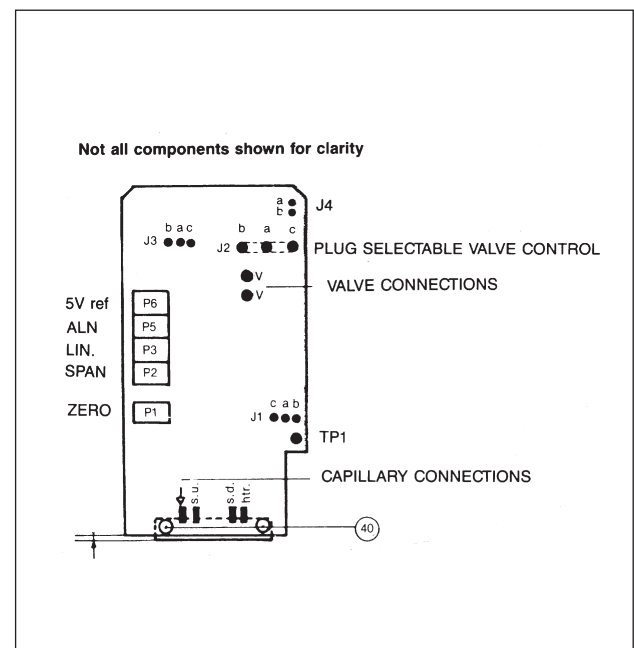 Not all components shown for clarity
a
b
J4
b a c
J3
b a c
J2
PLUG SELECTABLE VALVE CONTROL
V
V
VALVE CONNECTIONS
5V ref P6
ALN P5
LIN. P3
SPAN P2
ZERO P1
c a b
J1
TP1
CAPILLARY CONNECTIONS
s.u.
s.d.
htr.
40